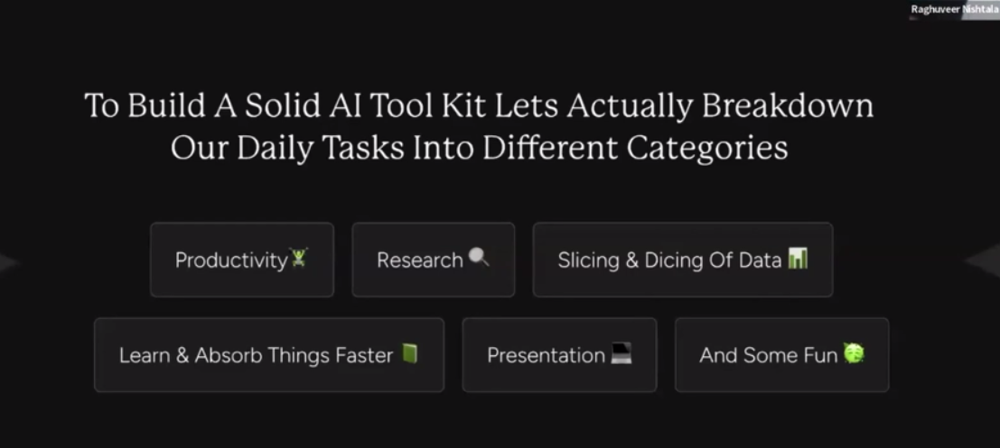 Raghuveer Nishtala
To Build A Solid AI Tool Kit Lets Actually Breakdown
Our Daily Tasks Into Different Categories
Productivity
Research
Slicing & Dicing Of Data
Learn & Absorb Things Faster
Presentation
And Some Fun